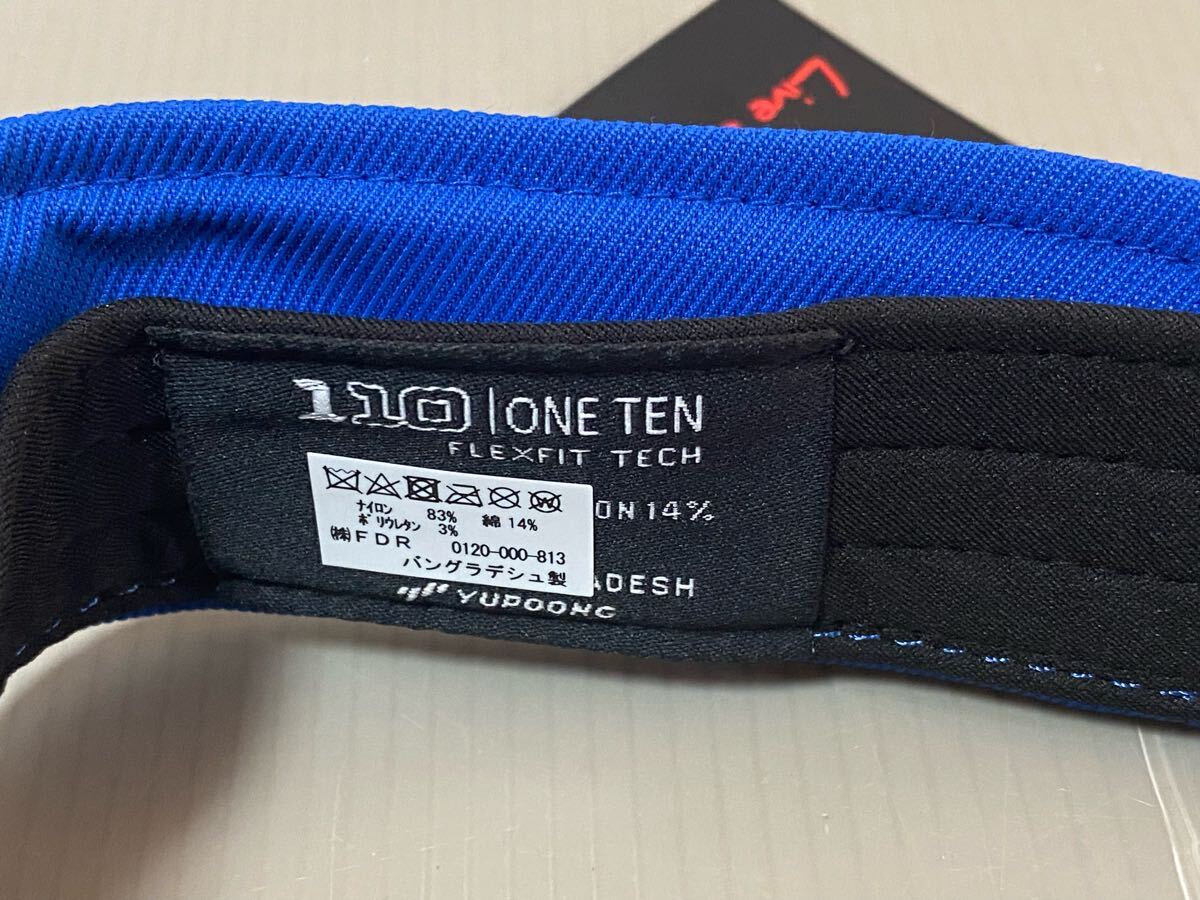 Live
110 | ONE TEN
FLEXFIT TECH
ON 14%
ナイロン 83% 綿 14%
ポリウレタン 3%
㈱FDR 0120-000-813
バングラデシュ製
ADESH
YUPOONG